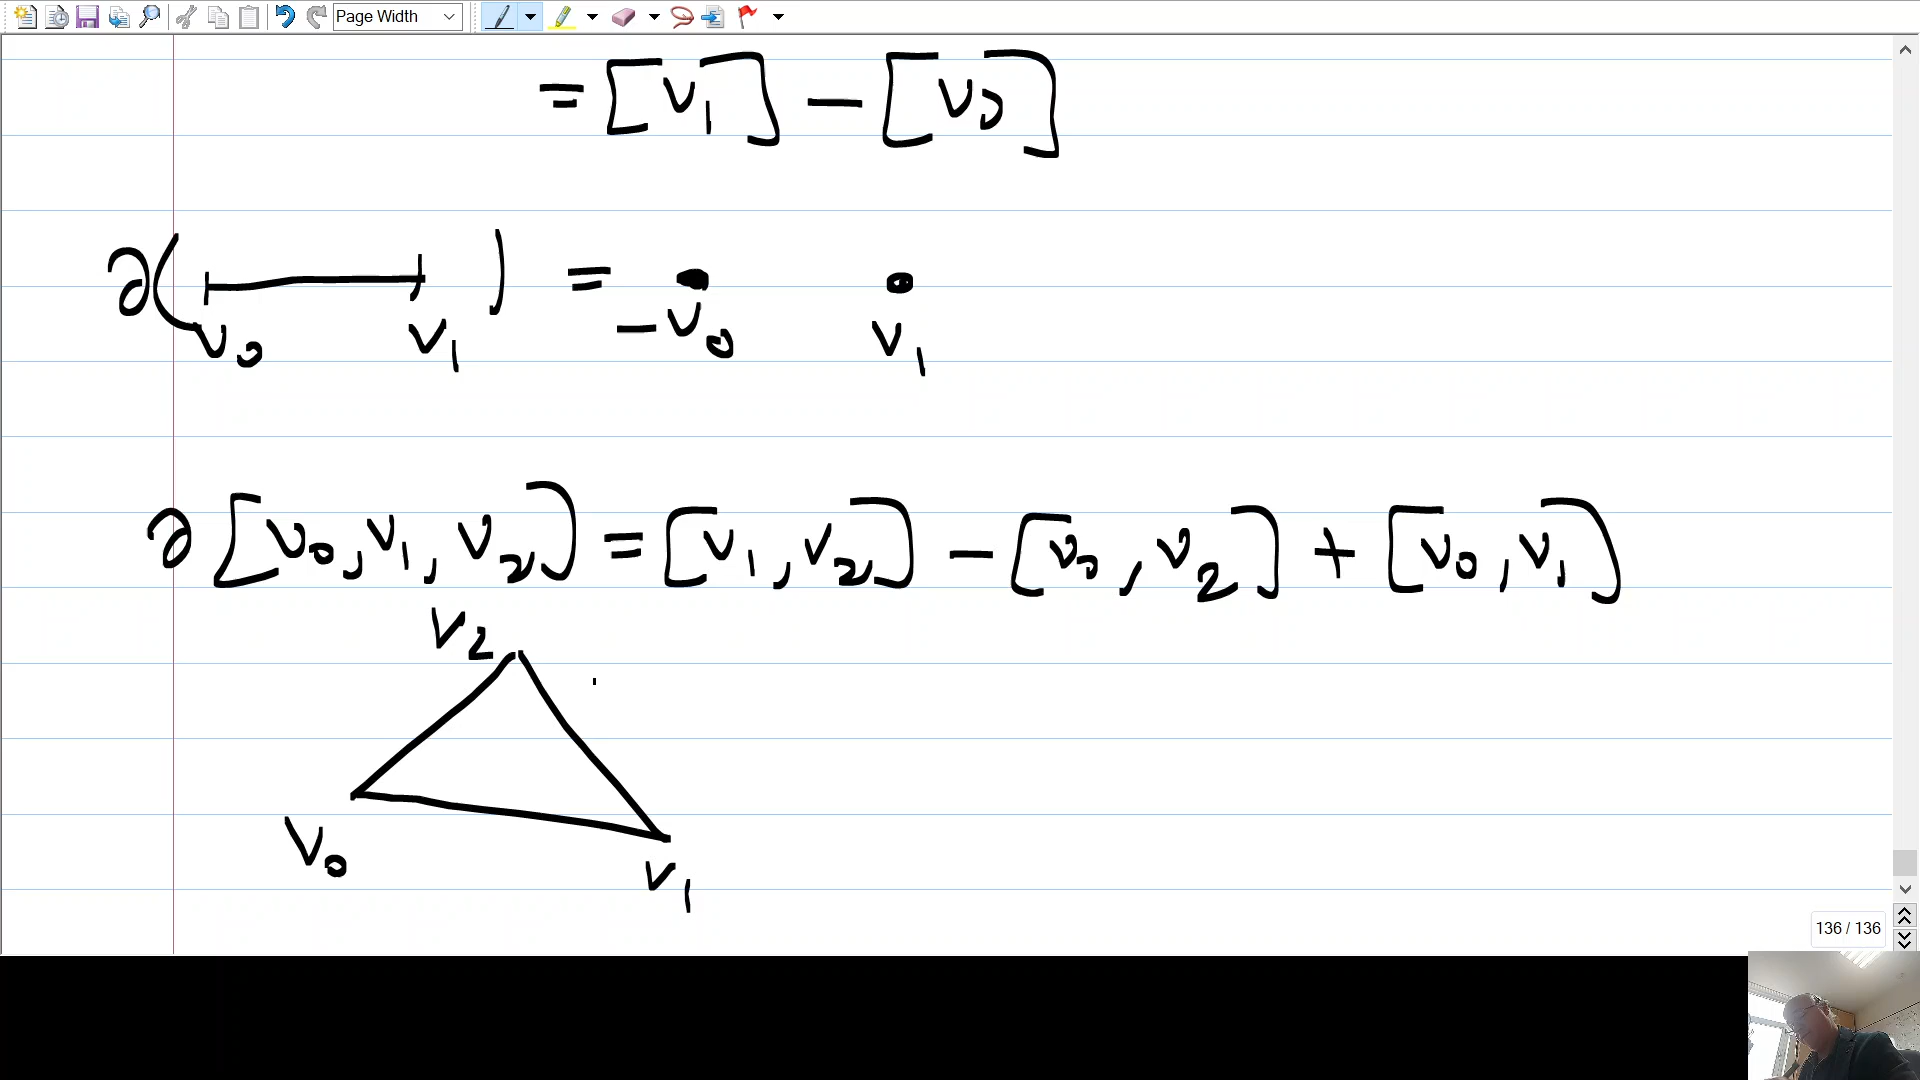 Page Width
= [v₁] - [v₀]
∂( ) = -v₀ v₁
v₀ v₁
∂[v₀, v₁, v₂] = [v₁, v₂] - [v₀, v₂] + [v₀, v₁]
v₂
v₀
v₁
136 / 136